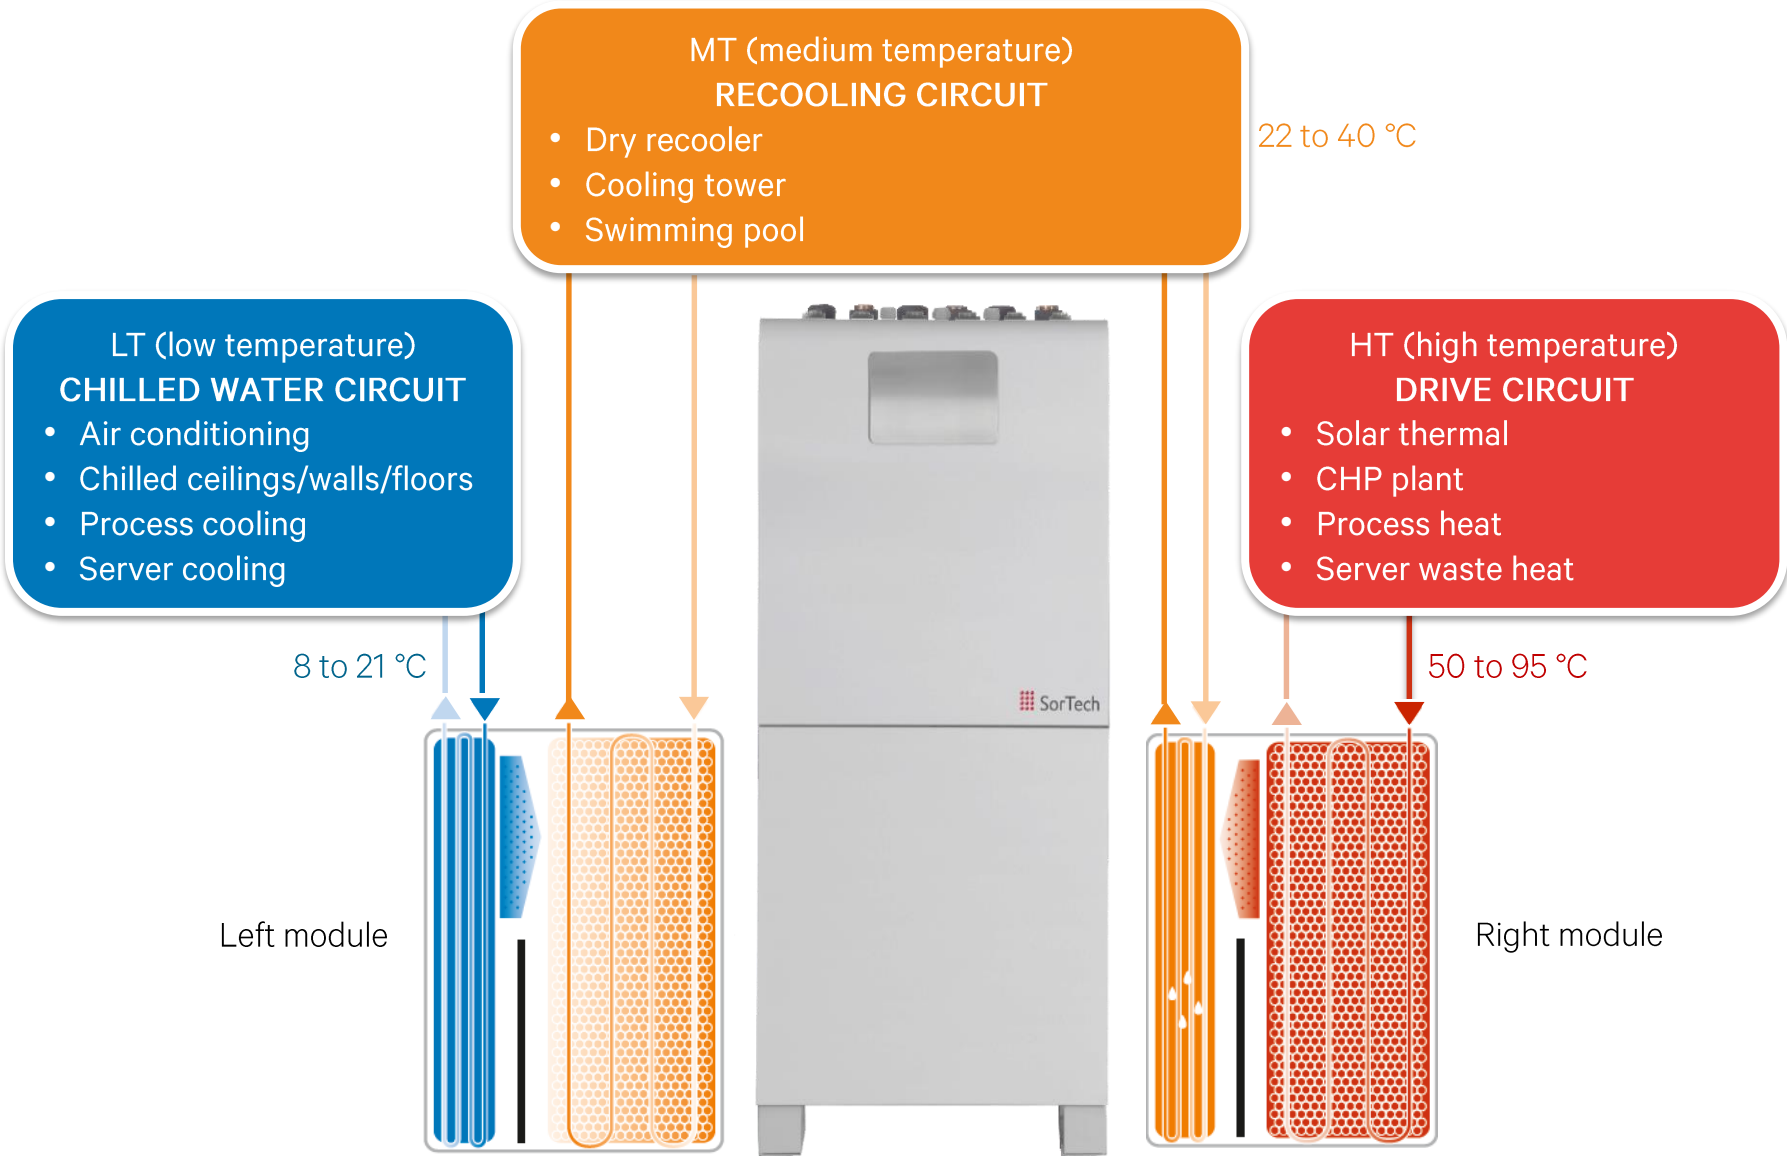 MT (medium temperature)
RECOOLING CIRCUIT
• Dry recooler
• Cooling tower
• Swimming pool
22 to 40 °C
LT (low temperature)
CHILLED WATER CIRCUIT
• Air conditioning
• Chilled ceilings/walls/floors
• Process cooling
• Server cooling
8 to 21 °C
HT (high temperature)
DRIVE CIRCUIT
• Solar thermal
• CHP plant
• Process heat
• Server waste heat
50 to 95 °C
SorTech
Left module
Right module